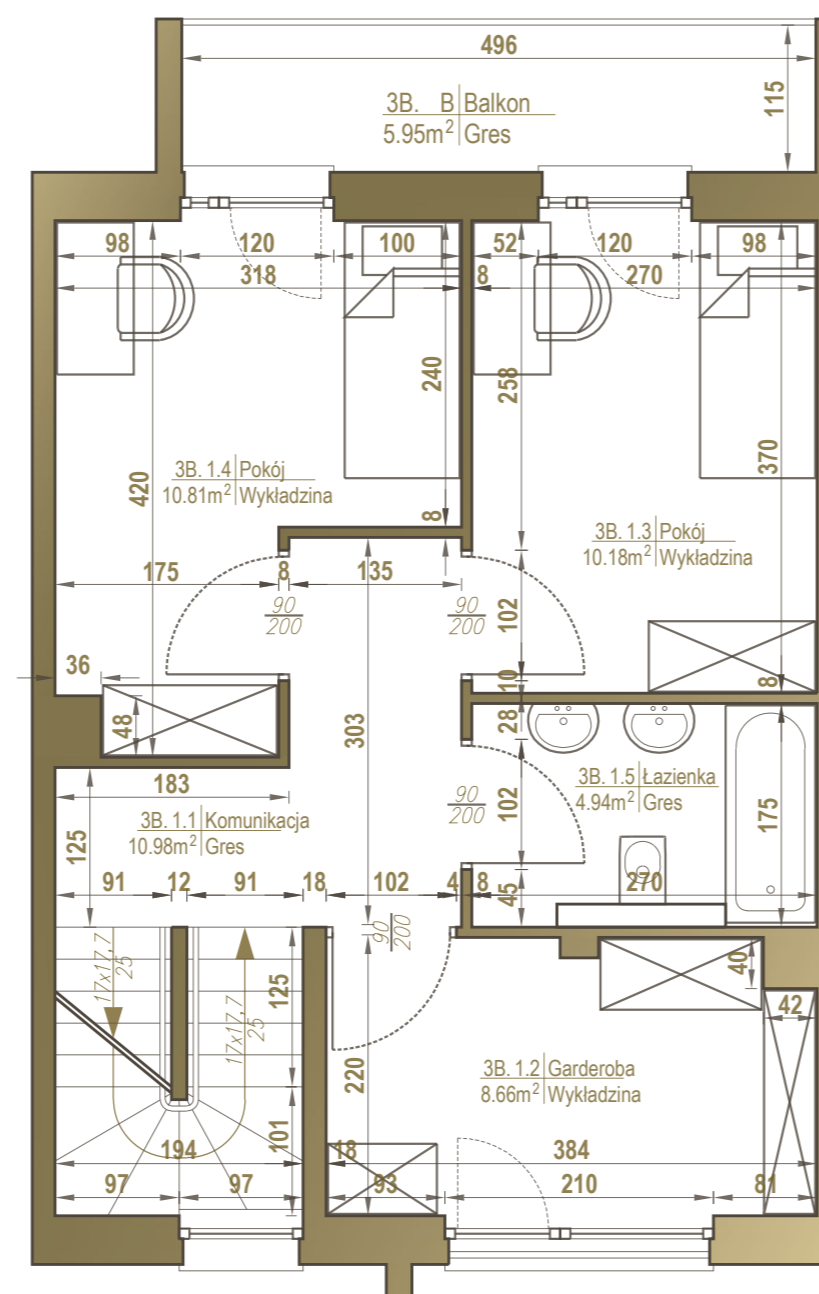 496
115
3B. B Balkon
5.95m² Gres
98 120 100 52 120 98
318 8 270
240
258
420
370
3B. 1.4 Pokój
10.81m² Wykładzina
8
3B. 1.3 Pokój
10.18m² Wykładzina
175 8 135
90
200
90
200
102
36
10
8
48
303
28
183
3B. 1.5 Łazienka
4.94m² Gres
90
200
102
175
3B. 1.1 Komunikacja
10.98m² Gres
125
91 12 91 18 102 4 8 270
45
90
200
17x17,7
25
17x17,7
25
125
40
42
220
3B. 1.2 Garderoba
8.66m² Wykładzina
101
194 18 384
97 97 93 210 81